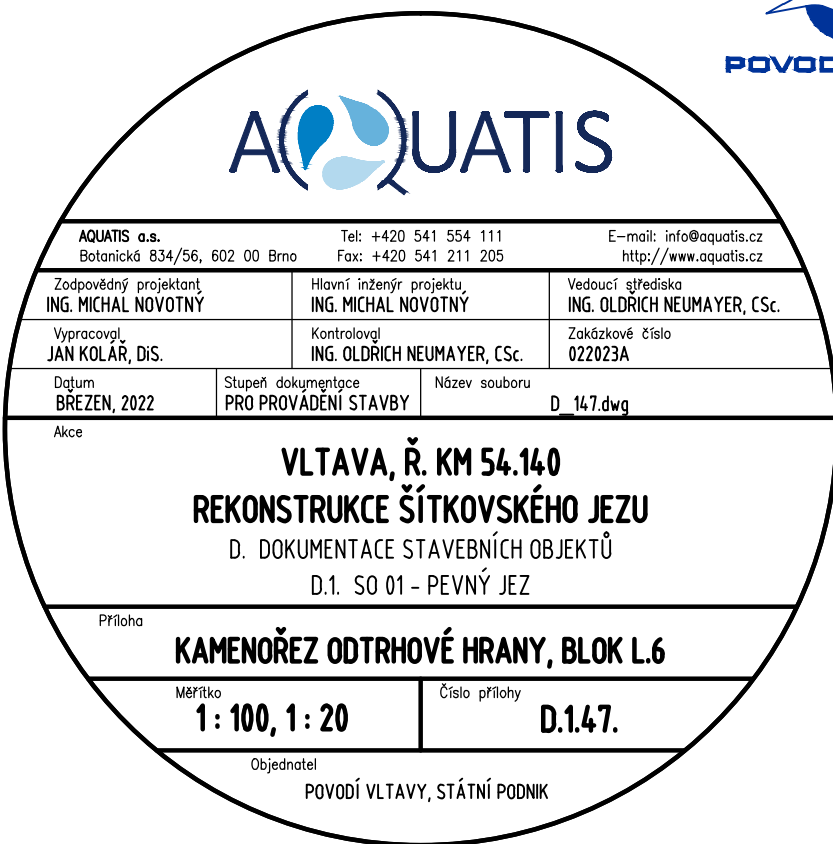 POVOD
AQUATIS
AQUATIS a.s. Tel: +420 541 554 111 E-mail: info@aquatis.cz
Botanická 834/56, 602 00 Brno Fax: +420 541 211 205 http://www.aquatis.cz
Zodpovědný projektant Hlavní inženýr projektu Vedoucí střediska
ING. MICHAL NOVOTNÝ ING. MICHAL NOVOTNÝ ING. OLDŘICH NEUMAYER, CSc.
Vypracoval Kontroloval Zakázkové číslo
JAN KOLÁŘ, DiS. ING. OLDŘICH NEUMAYER, CSc. 022023A
Datum Stupeň dokumentace Název souboru
BŘEZEN, 2022 PRO PROVÁDĚNÍ STAVBY D_147.dwg
Akce
VLTAVA, Ř. KM 54.140
REKONSTRUKCE ŠÍTKOVSKÉHO JEZU
D. DOKUMENTACE STAVEBNÍCH OBJEKTŮ
D.1. SO 01 - PEVNÝ JEZ
Příloha
KAMENOŘEZ ODTRHOVÉ HRANY, BLOK L.6
Měřítko Číslo přílohy
1 : 100, 1 : 20 D.1.47.
Objednatel
POVODÍ VLTAVY, STÁTNÍ PODNIK